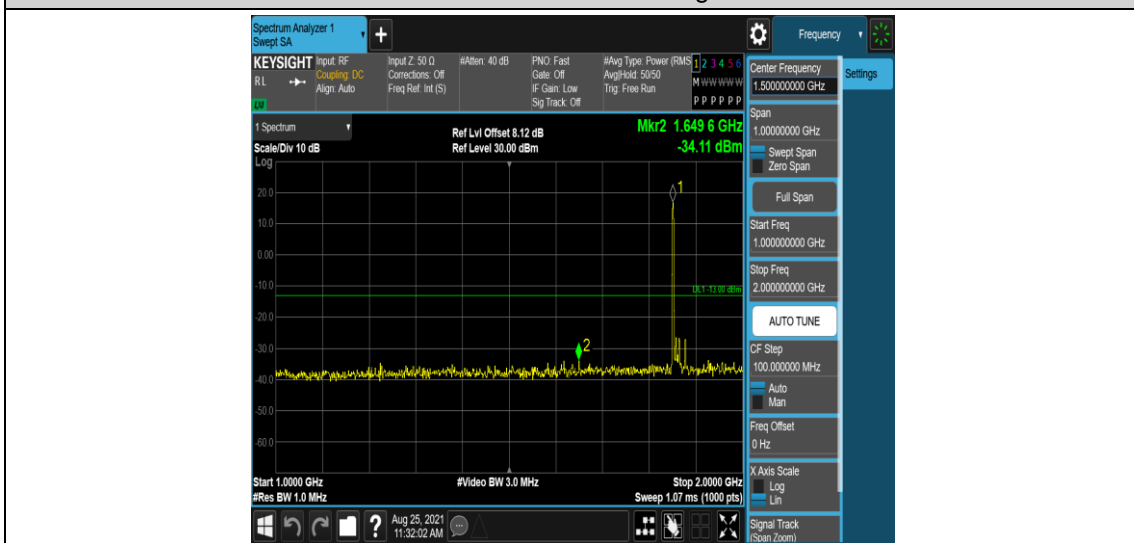 Spectrum Analyzer 1
Swept SA
+
Frequency
KEYSIGHT
RL
LXI
Input: RF
Coupling: DC
Align: Auto
Input Z: 50 Ω
Corrections: Off
Freq Ref: Int (S)
#Atten: 40 dB
PNO: Fast
Gate: Off
IF Gain: Low
Sig Track: Off
#Avg Type: Power (RMS
Avg|Hold: 50/50
Trig: Free Run
1 2 3 4 5 6
M W W W W W
P P P P P P
1 Spectrum
Scale/Div 10 dB
Ref Lvl Offset 8.12 dB
Ref Level 30.00 dBm
Mkr2 1.649 6 GHz
-34.11 dBm
Log
1
20.0
10.0
0.00
-10.0
DL1 -13.00 dBm
-20.0
2
-30.0
-40.0
-50.0
-60.0
Start 1.0000 GHz
#Video BW 3.0 MHz
Stop 2.0000 GHz
#Res BW 1.0 MHz
Sweep 1.07 ms (1000 pts)
?
Aug 25, 2021
11:32:02 AM
Center Frequency
1.500000000 GHz
Settings
Span
1.00000000 GHz
Swept Span
Zero Span
Full Span
Start Freq
1.000000000 GHz
Stop Freq
2.000000000 GHz
AUTO TUNE
CF Step
100.000000 MHz
Auto
Man
Freq Offset
0 Hz
X Axis Scale
Log
Lin
Signal Track
(Span Zoom)